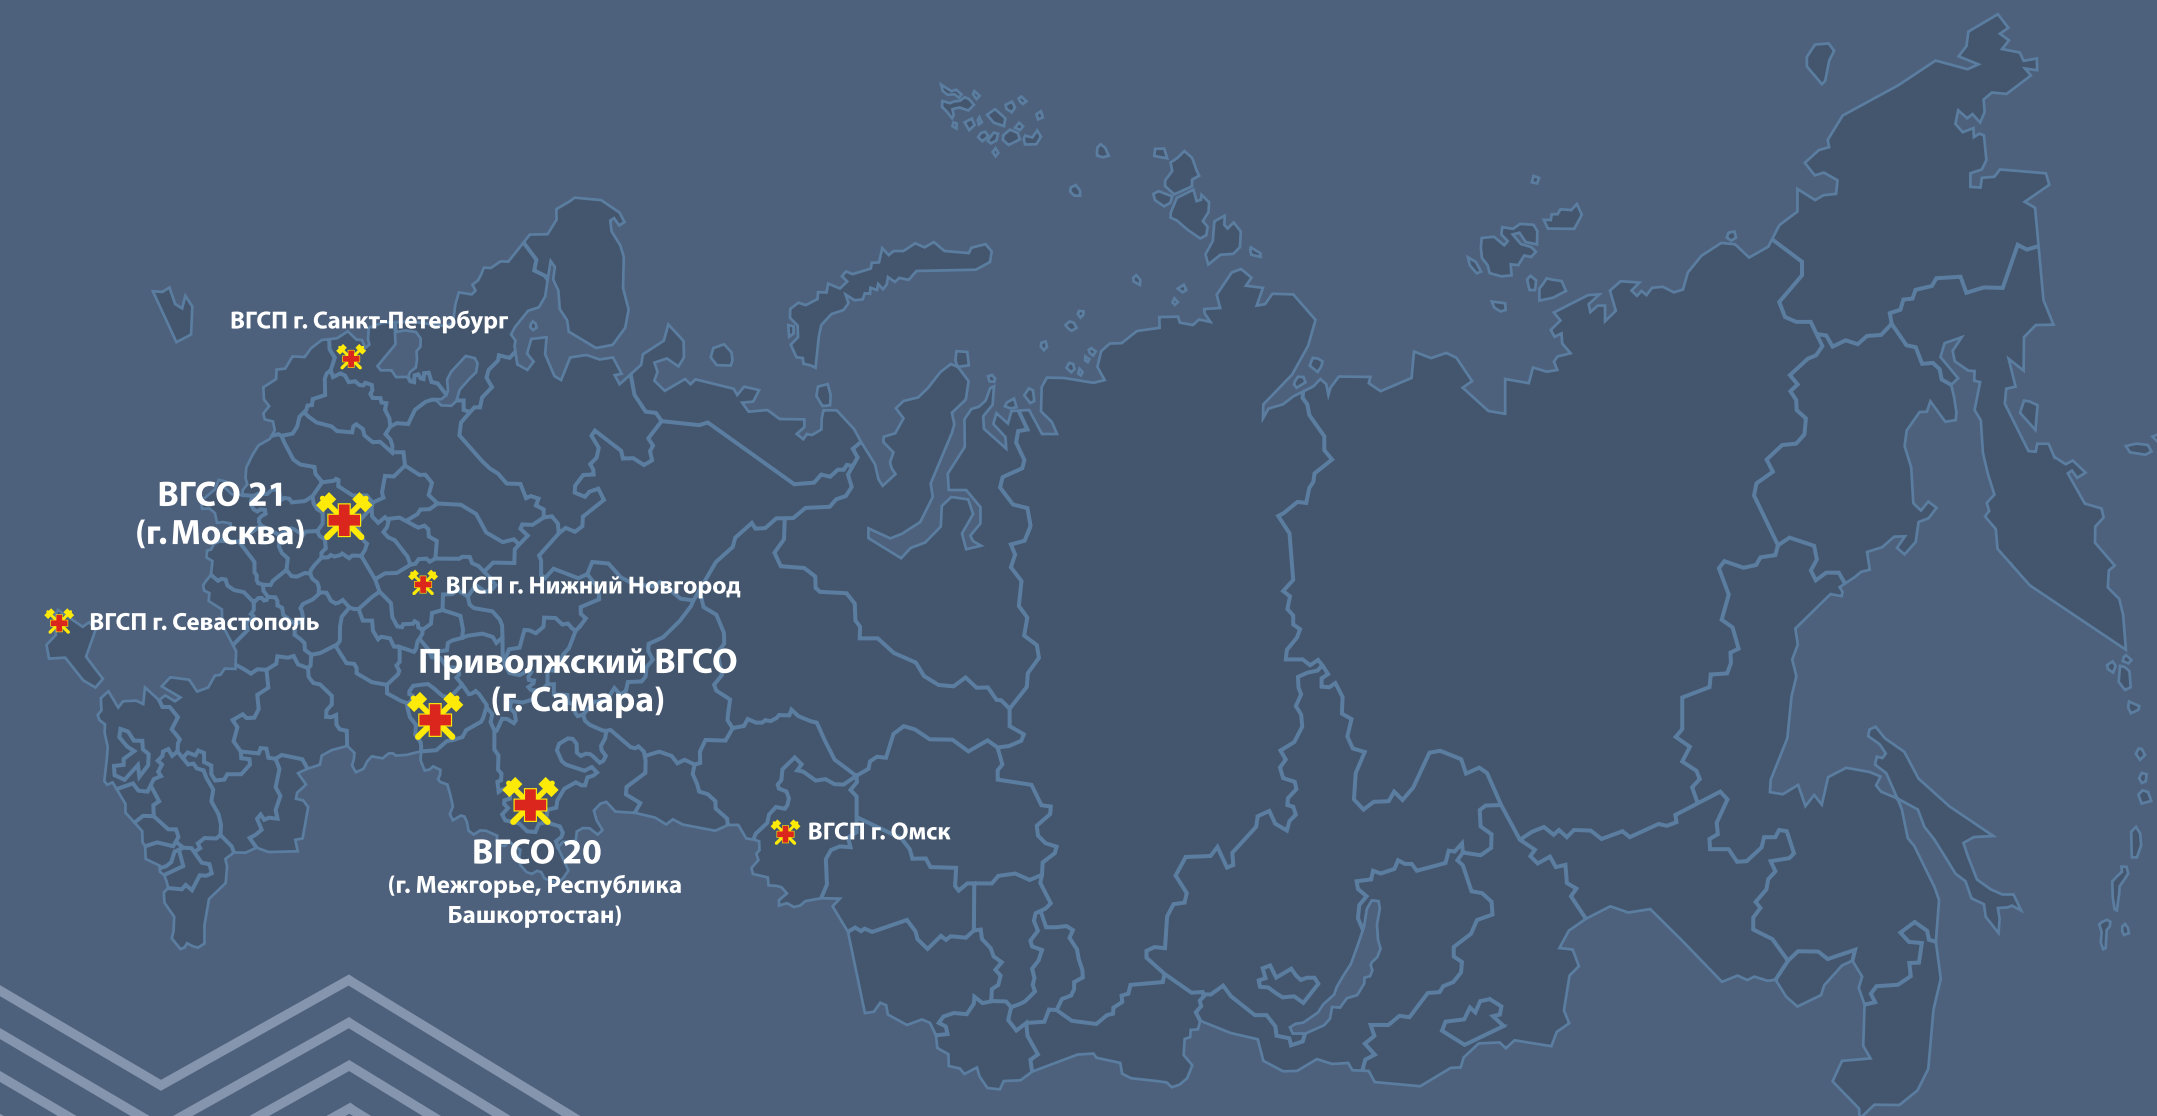 ВГСП г. Санкт-Петербург
ВГСО 21
(г. Москва)
ВГСП г. Нижний Новгород
ВГСП г. Севастополь
Приволжский ВГСО
(г. Самара)
ВГСП г. Омск
ВГСО 20
(г. Межгорье, Республика
Башкортостан)